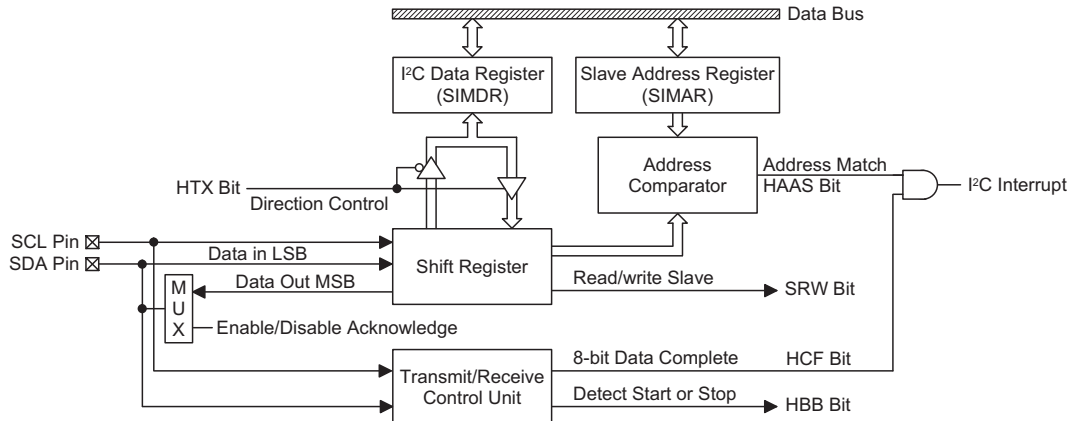 Data Bus
I²C Data Register
(SIMDR)
Slave Address Register
(SIMAR)
Address
Comparator
Address Match
HAAS Bit
I²C Interrupt
HTX Bit
Direction Control
SCL Pin
SDA Pin
Data in LSB
Shift Register
Data Out MSB
Read/write Slave
SRW Bit
M
U
X
Enable/Disable Acknowledge
Transmit/Receive
Control Unit
8-bit Data Complete
HCF Bit
Detect Start or Stop
HBB Bit